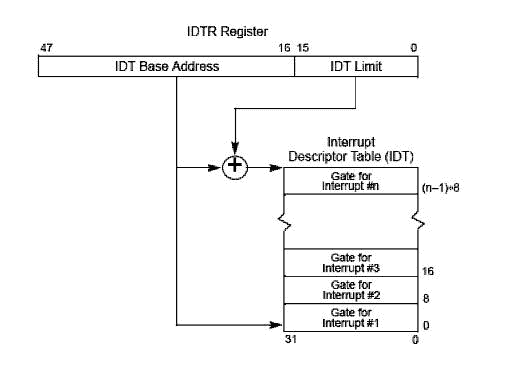 IDTR Register
47 16 15 0
IDT Base Address IDT Limit
Interrupt
Descriptor Table (IDT)
+
Gate for
Interrupt #n
(n–1)∗8
Gate for
Interrupt #3
16
Gate for
Interrupt #2
8
Gate for
Interrupt #1
0
31 0